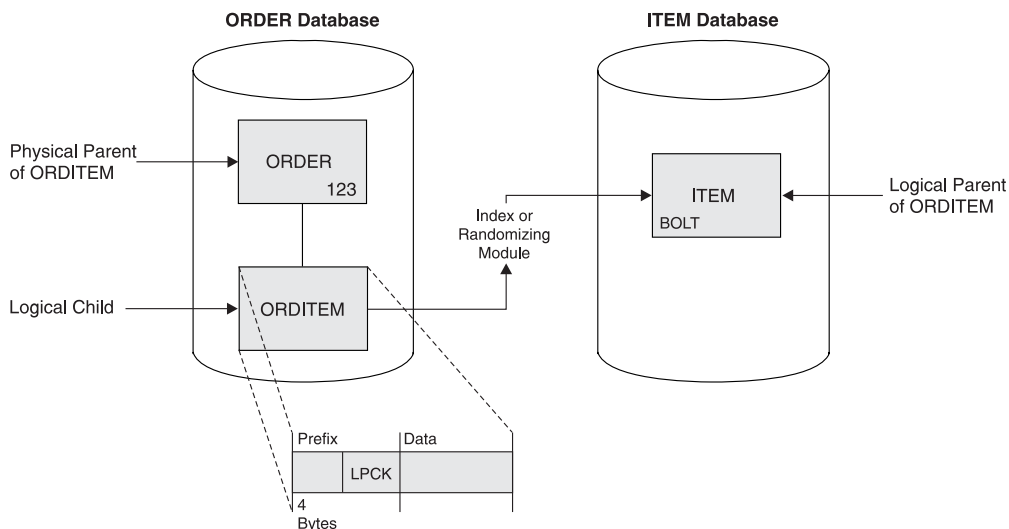 ORDER Database
ITEM Database
Physical Parent
of ORDITEM
ORDER
123
Index or
Randomizing
Module
ITEM
BOLT
Logical Parent
of ORDITEM
Logical Child
ORDITEM
Prefix
Data
LPCK
4
Bytes